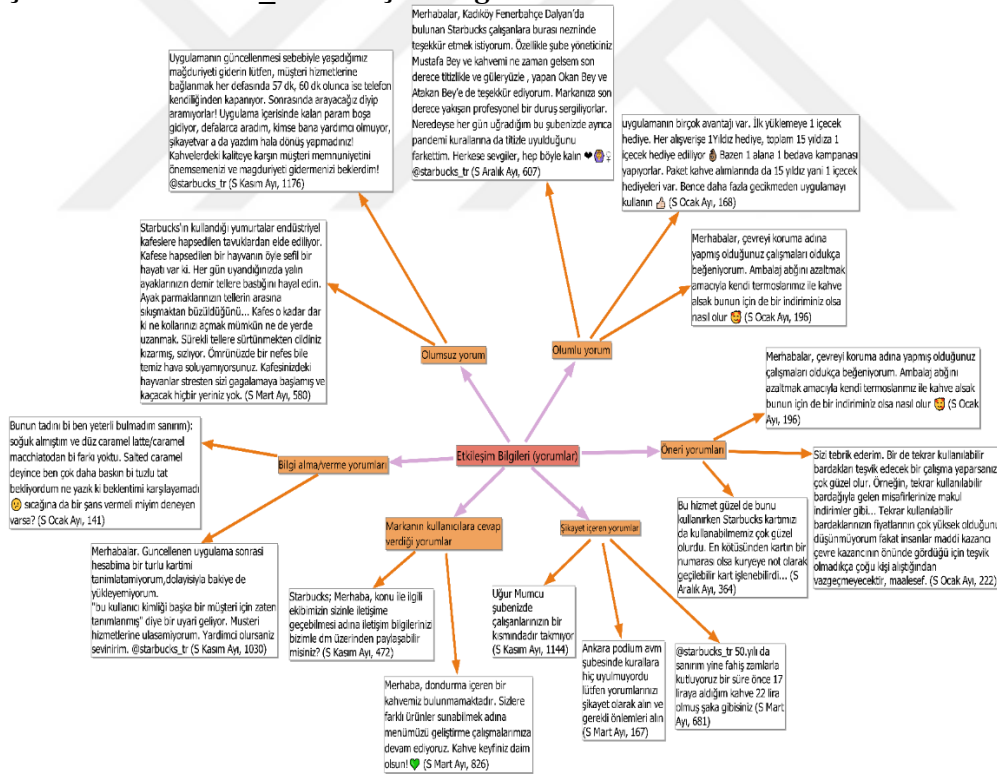 Merhabalar, Kadıköy Fenerbahçe Dalyan'da
bulunan Starbucks çalışanlara burası nezninde
teşekkür etmek istiyorum. Özellikle şube yöneticiniz
Mustafa Bey ve kahvemi ne zaman gelsem son
derece titizlikle ve güleryüzle , yapan Okan Bey ve
Atakan Bey'e de teşekkür ediyorum. Markanıza son
derece yakışan profesyonel bir duruş sergiliyorlar.
Neredeyse her gün uğradığım bu şubenizde ayrıca
pandemi kurallarına da titizle uyulduğunu
farkettim. Herkese sevgiler, hep böyle kalın ❤🙆♀
@starbucks_tr (S Aralık Ayı, 607)
Uygulamanın güncellenmesi sebebiyle yaşadığımız
mağduriyeti giderin lütfen, müşteri hizmetlerine
bağlanmak her defasında 57 dk, 60 dk olunca ise telefon
kendiliğinden kapanıyor. Sonrasında arayacağız diyip
aramıyorlar! Uygulama içerisinde kalan param boşa
gidiyor, defalarca aradım, kimse bana yardımcı olmuyor,
şikayetvar a da yazdım hala dönüş yapmadınız!
Kahvelerdeki kaliteye karşın müşteri memnuniyetini
önemsemenizi ve magduriyeti gidermenizi beklerdim!
@starbucks_tr (S Kasım Ayı, 1176)
uygulamanın birçok avantajı var. İlk yüklemeye 1 içecek
hediye. Her alışverişe 1Yıldız hediye, toplam 15 yıldıza 1
içecek hediye ediliyor 👌 Bazen 1 alana 1 bedava kampanası
yapıyorlar. Paket kahve alımlarında da 15 yıldız yani 1 içecek
hediyeleri var. Bence daha fazla gecikmeden uygulamayı
kullanın 👍 (S Ocak Ayı, 168)
Starbucks'ın kullandığı yumurtalar endüstriyel
kafeslere hapsedilen tavuklardan elde ediliyor.
Kafese hapsedilen bir hayvanın öyle sefil bir
hayatı var ki. Her gün uyandığınızda yalın
ayaklarınızın demir tellere bastığını hayal edin.
Ayak parmaklarınızın tellerin arasına
sıkışmaktan büzüldüğünü... Kafes o kadar dar
ki ne kollarınızı açmak mümkün ne de yerde
uzanmak. Sürekli tellere sürtünmekten cildiniz
kızarmış, sızlıyor. Ömrünüzde bir nefes bile
temiz hava soluyamıyorsunuz. Kafesinizdeki
hayvanlar stresten sizi gagalamaya başlamış ve
kaçacak hiçbir yeriniz yok. (S Mart Ayı, 580)
Merhabalar, çevreyi koruma adına
yapmış olduğunuz çalışmaları oldukça
beğeniyorum. Ambalaj abğını azaltmak
amacıyla kendi termoslarımız ile kahve
alsak bunun için de bir indiriminiz olsa
nasıl olur 🥰 (S Ocak Ayı, 196)
Olumsuz yorum
Olumlu yorum
Merhabalar, çevreyi koruma adına yapmış olduğunuz
çalışmaları oldukça beğeniyorum. Ambalaj abğını
azaltmak amacıyla kendi termoslarımız ile kahve alsak
bunun için de bir indiriminiz olsa nasıl olur 🥰 (S Ocak
Ayı, 196)
Bunun tadını bi ben yeterli bulmadım sanırım):
soğuk almıştım ve düz caramel latte/caramel
macchiatodan bi farkı yoktu. Salted caramel
deyince ben çok daha baskın bi tuzlu tat
bekliyordum ne yazık ki beklentimi karşılayamadı
😕 sıcağına da bir şans vermeli miyim deneyen
varsa? (S Ocak Ayı, 141)
Bilgi alma/verme yorumları
Etkileşim Bilgileri (yorumlar)
Öneri yorumları
Sizi tebrik ederim. Bir de tekrar kullanılabilir
bardakları teşvik edecek bir çalışma yaparsanız
çok güzel olur. Örneğin, tekrar kullanılabilir
bardağıyla gelen misafirlerinize makul
indirimler gibi... Tekrar kullanılabilir
bardaklarınızın fiyatlarının çok yüksek olduğunu
düşünmüyorum fakat insanlar maddi kazancı
çevre kazancının önünde gördüğü için teşvik
olmadıkça çoğu kişi alıştığından
vazgeçmeyecektir, maalesef. (S Ocak Ayı, 222)
Bu hizmet güzel de bunu
kullanırken Starbucks kartımızı
da kullanabilmemiz çok güzel
olurdu. En kötüsünden kartın bir
numarası olsa kuryeye not olarak
geçilebilir kart işlenebilirdi... (S
Aralık Ayı, 364)
Markanın kullanıcılara cevap
verdiği yorumlar
Şikayet içeren yorumlar
Merhabalar. Guncellenen uygulama sonrasi
hesabima bir turlu kartimi
tanimlatamiyorum,dolayisiyla bakiye de
yükleyemiyorum.
"bu kullanıcı kimliği başka bir müşteri için zaten
tanımlanmış" diye bir uyari geliyor. Musteri
hizmetlerine ulasamiyorum. Yardimci olursaniz
sevinirim. @starbucks_tr (S Kasım Ayı, 1030)
Starbucks; Merhaba, konu ile ilgili
ekibimizin sizinle iletişime
geçebilmesi adına iletişim bilgilerinizi
bizimle dm üzerinden paylaşabilir
misiniz? (S Kasım Ayı, 472)
Uğur Mumcu
şubenizde
çalışanlarınızın bir
kısmındadır takmıyor
(S Kasım Ayı, 1144)
Ankara podium avm
şubesinde kurallara
hiç uyulmuyordu
lütfen yorumlarınızı
şikayet olarak alın ve
gerekli önlemleri alın
(S Mart Ayı, 167)
@starbucks_tr 50.yılı da
sanırım yine fahiş zamlarla
kutluyoruz bir süre önce 17
liraya aldığım kahve 22 lira
olmuş şaka gibisiniz (S Mart
Ayı, 681)
Merhaba, dondurma içeren bir
kahvemiz bulunmamaktadır. Sizlere
farklı ürünler sunabilmek adına
menümüzü geliştirme çalışmalarımıza
devam ediyoruz. Kahve keyfiniz daim
olsun! 💚 (S Mart Ayı, 826)